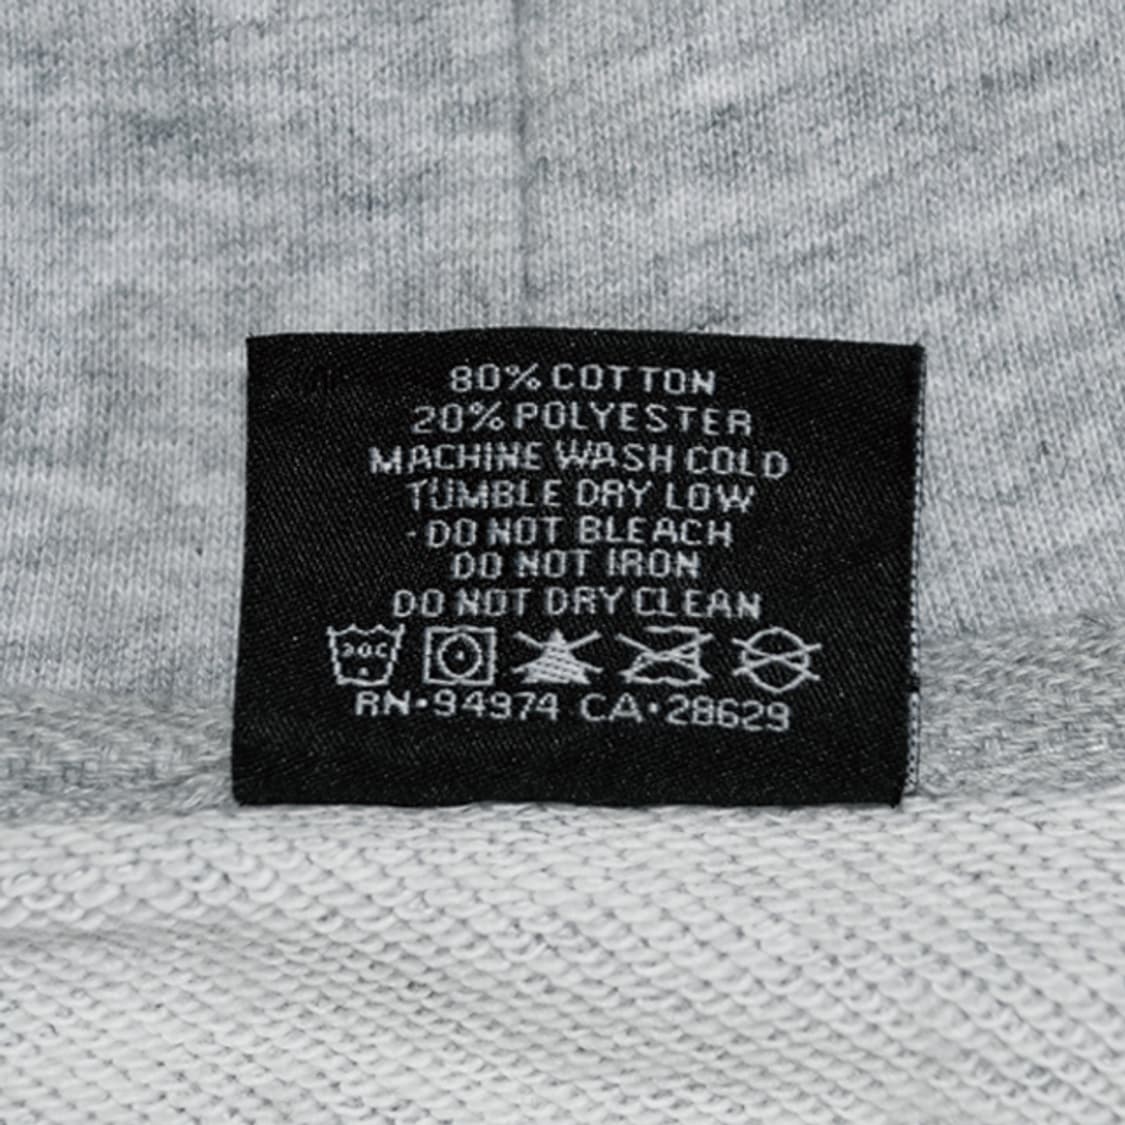 80% COTTON
20% POLYESTER
MACHINE WASH COLD
TUMBLE DRY LOW
DO NOT BLEACH
DO NOT IRON
DO NOT DRY CLEAN
RN·94974 CA·28629